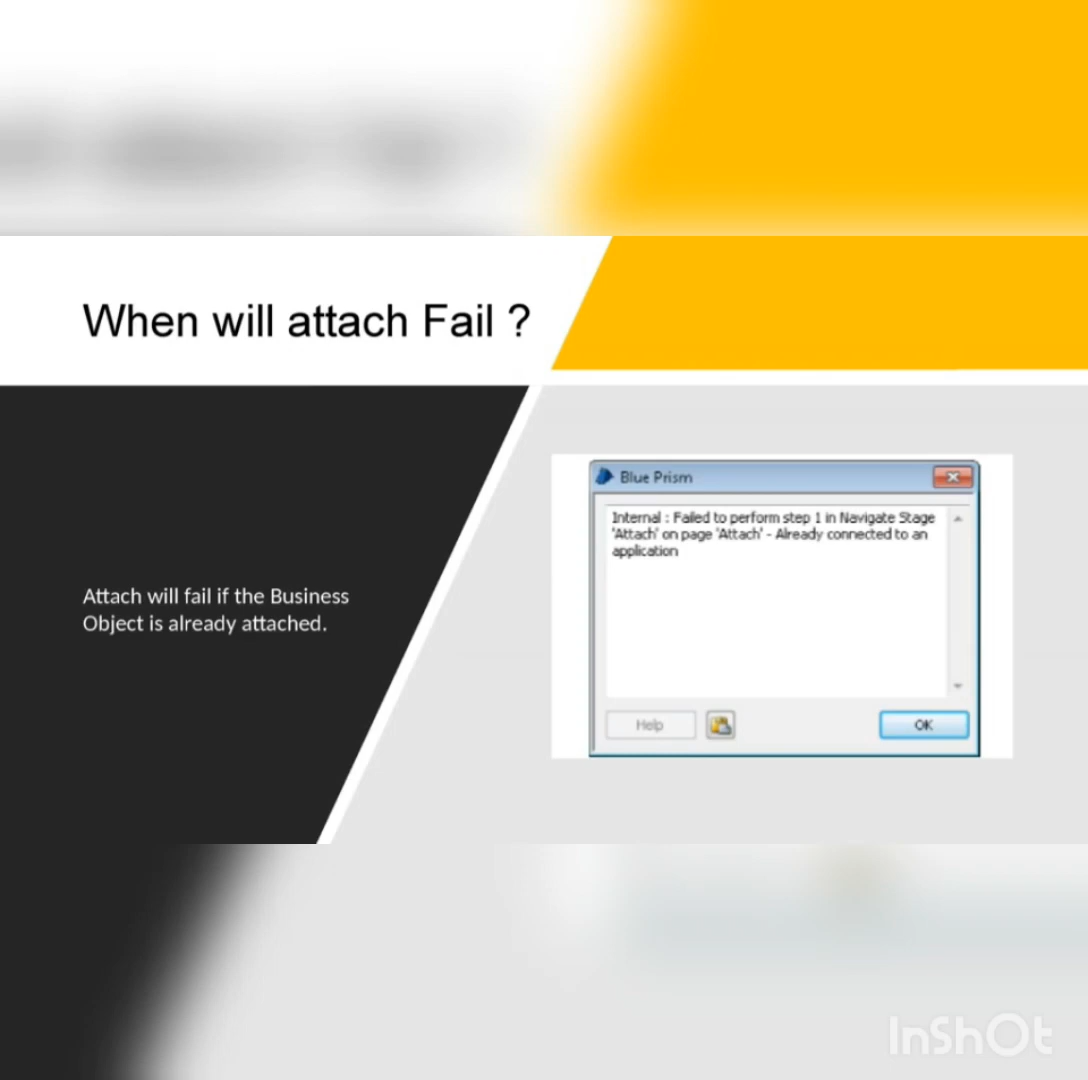 When will attach Fail ?
Attach will fail if the Business
Object is already attached.
Blue Prism
Internal : Failed to perform step 1 in Navigate Stage
'Attach' on page 'Attach' - Already connected to an
application
Help
OK
InShOt